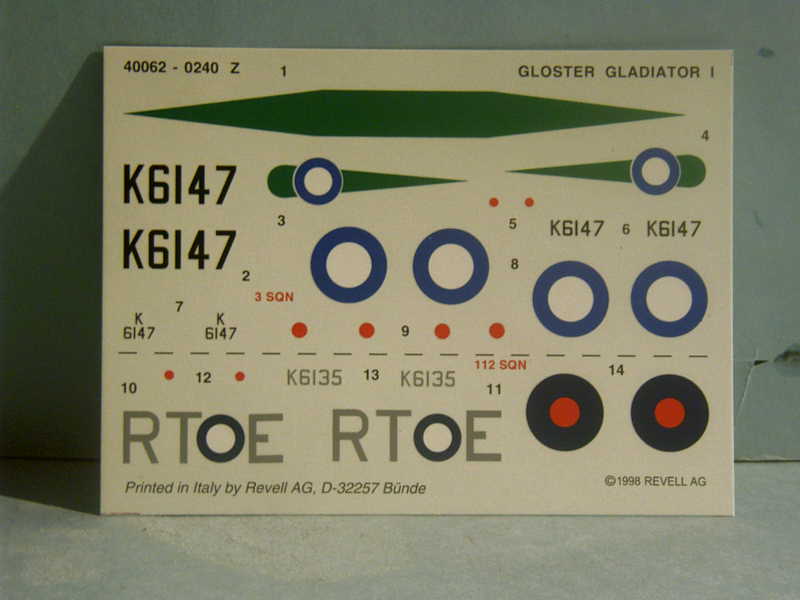 40062 - 0240 Z
1
GLOSTER GLADIATOR I
4
K6147
3
5
K6147
6
K6147
K6147
2
8
3 SQN
7
K
6147
K
6147
9
112 SQN
10
12
K6135
13
K6135
11
14
RTOE
RTOE
Printed in Italy by Revell AG, D-32257 Bünde
©1998 REVELL AG